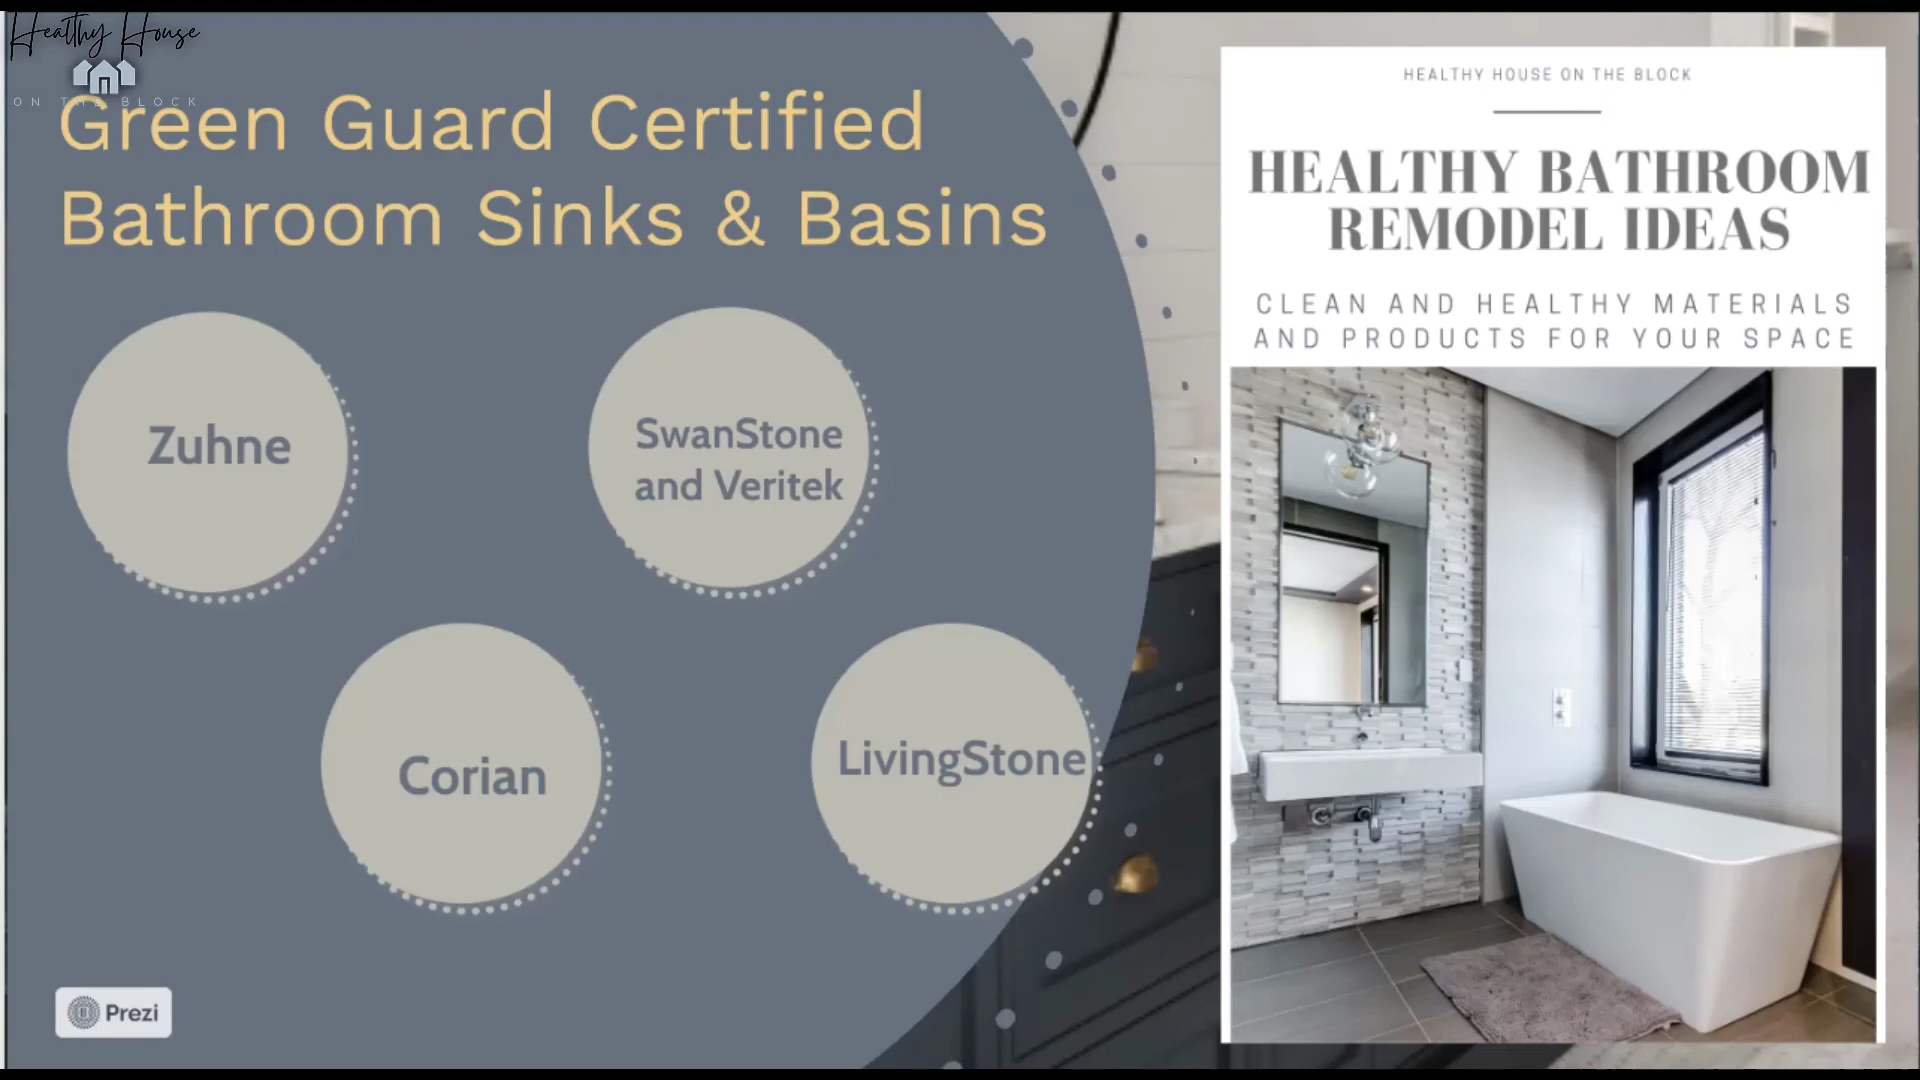 Healthy House
ON THE BLOCK
Green Guard Certified
Bathroom Sinks & Basins
Zuhne
SwanStone
and Veritek
Corian
LivingStone
Prezi
HEALTHY HOUSE ON THE BLOCK
HEALTHY BATHROOM
REMODEL IDEAS
CLEAN AND HEALTHY MATERIALS
AND PRODUCTS FOR YOUR SPACE